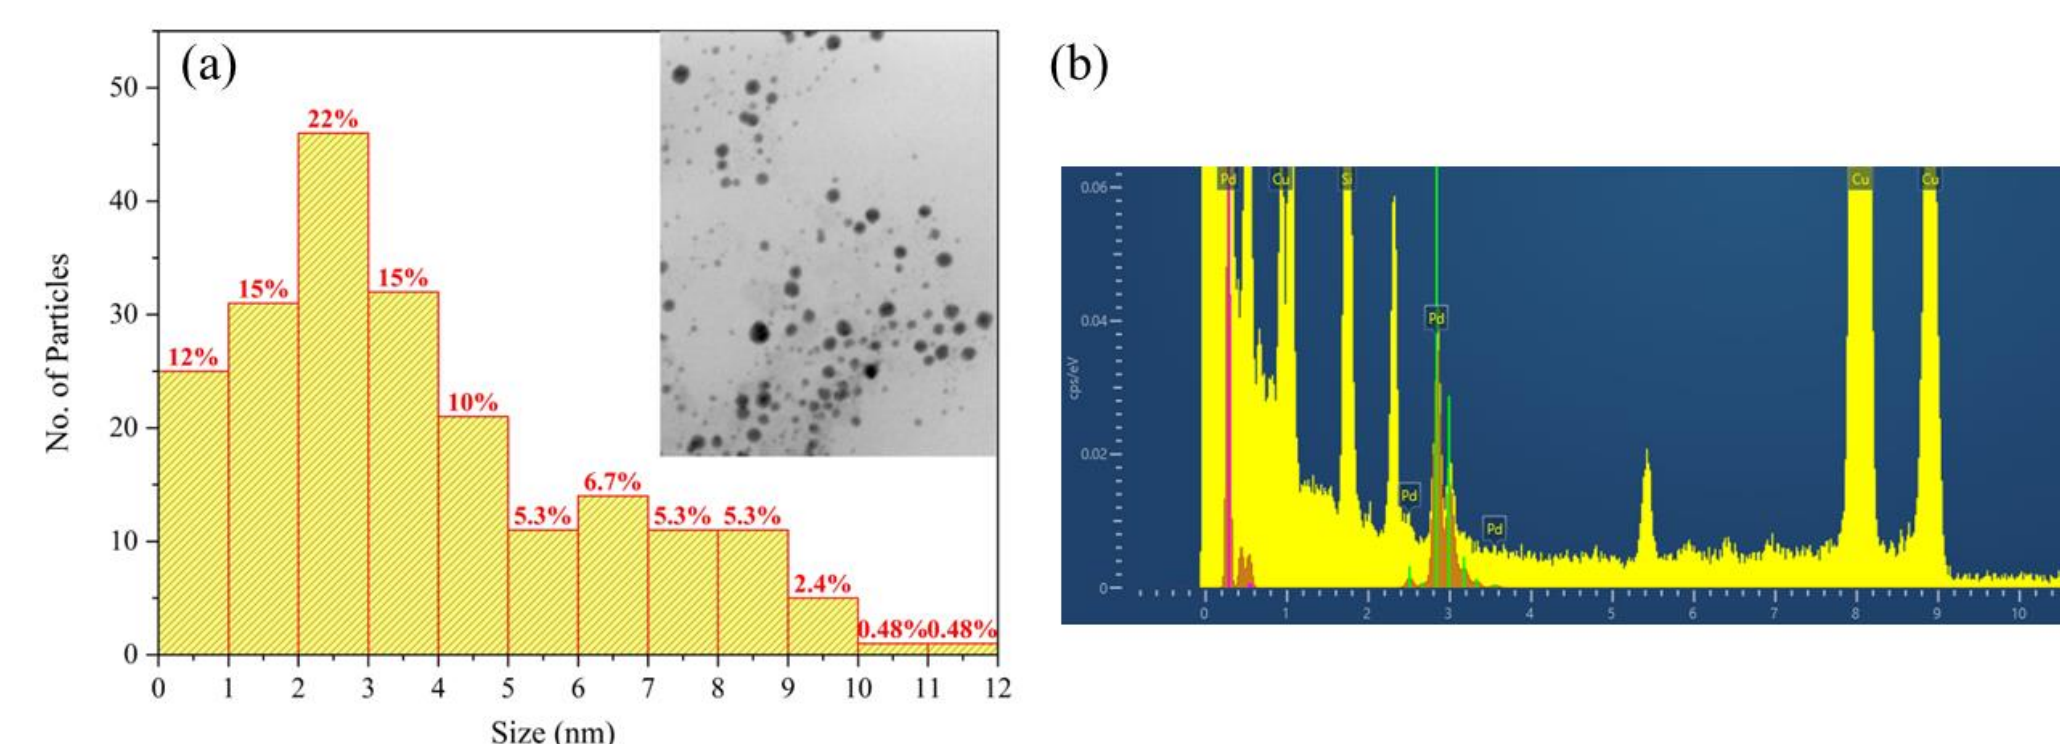 (a)
No. of Particles
50
40
30
20
10
0
12%
15%
22%
15%
10%
5.3%
6.7%
5.3%
5.3%
2.4%
0.48%
0.48%
0 1 2 3 4 5 6 7 8 9 10 11 12
Size (nm)
(b)
cps/eV
0.06
0.04
0.02
0
Pd Cu Si Cu Cu
Pd
Pd
Pd
0 1 2 3 4 5 6 7 8 9 10